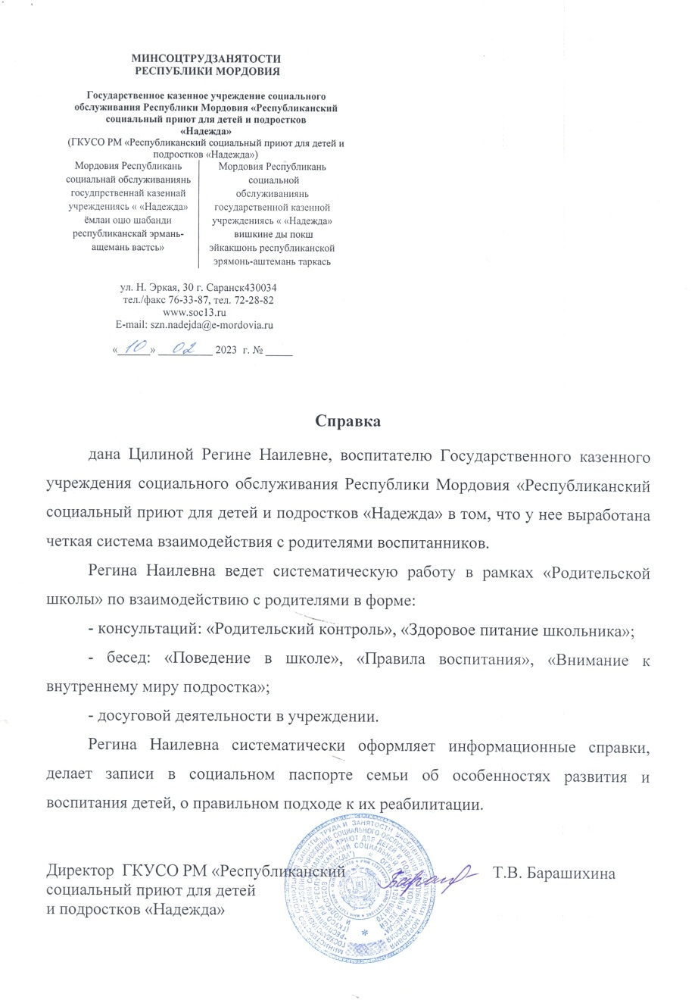 МИНСОЦТРУДЗАНЯТОСТИ
РЕСПУБЛИКИ МОРДОВИЯ
Государственное казенное учреждение социального
обслуживания Республики Мордовия «Республиканский
социальный приют для детей и подростков
«Надежда»
(ГКУСО РМ «Республиканский социальный приют для детей и
подростков «Надежда»)
Мордовия Республикань
социальнай обслуживаниянь
госудпрственнай казеннай
учреждениясь « «Надежда»
ёмлаи оцю шабанди
республиканскай эрмань-
ащемань вастсь»
Мордовия Республикань
социальной
обслуживаниянь
государственной казенной
учреждениясь « «Надежда»
вишкине ды покш
эйкакшонь республиканской
эрямонь-аштемань таркась
ул. Н. Эркая, 30 г. Саранск430034
тел./факс 76-33-87, тел. 72-28-82
www.soc13.ru
E-mail: szn.nadejda@e-mordovia.ru
«10» 02 2023 г. № _____
Справка
дана Цилиной Регине Наилевне, воспитателю Государственного казенного
учреждения социального обслуживания Республики Мордовия «Республиканский
социальный приют для детей и подростков «Надежда» в том, что у нее выработана
четкая система взаимодействия с родителями воспитанников.
Регина Наилевна ведет систематическую работу в рамках «Родительской
школы» по взаимодействию с родителями в форме:
- консультаций: «Родительский контроль», «Здоровое питание школьника»;
- бесед: «Поведение в школе», «Правила воспитания», «Внимание к
внутреннему миру подростка»;
- досуговой деятельности в учреждении.
Регина Наилевна систематически оформляет информационные справки,
делает записи в социальном паспорте семьи об особенностях развития и
воспитания детей, о правильном подходе к их реабилитации.
Директор ГКУСО РМ «Республиканский
социальный приют для детей
и подростков «Надежда»
Т.В. Барашихина